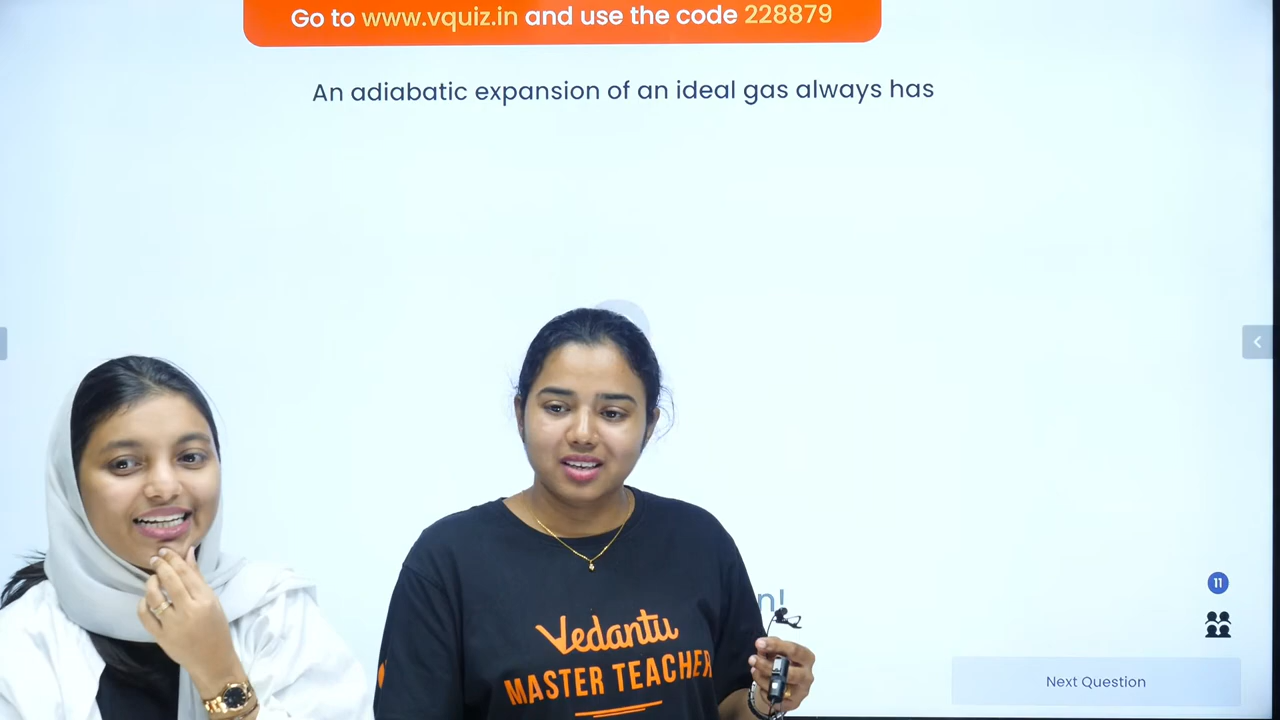 Go to www.vquiz.in and use the code 228879
An adiabatic expansion of an ideal gas always has
n!
11
Vedantu
MASTER TEACHER
Next Question